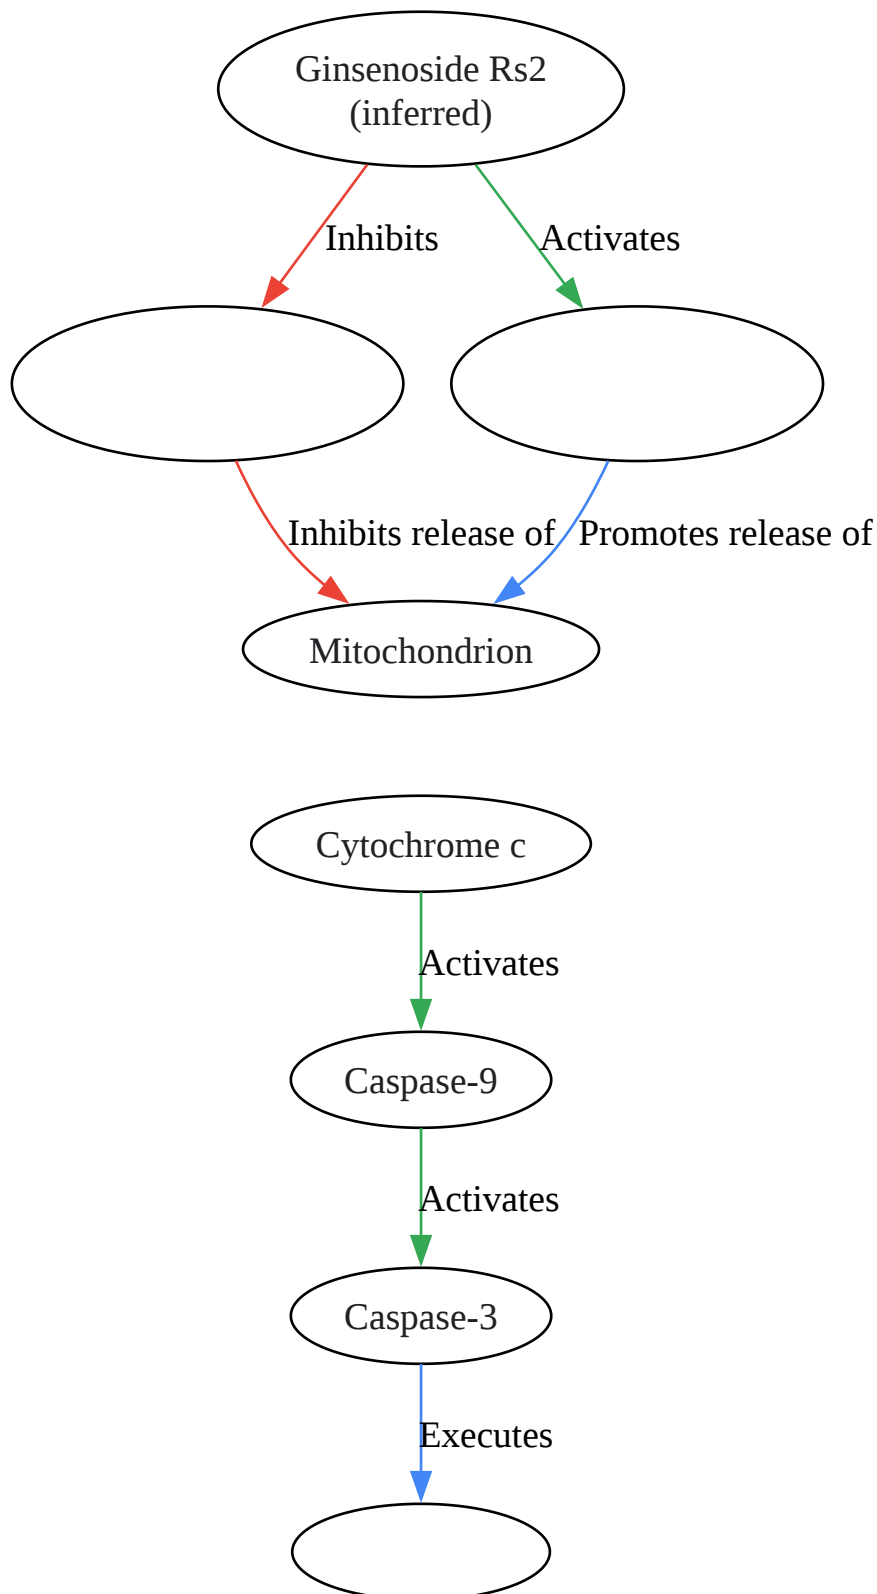 Ginsenoside Rs2
(inferred)
Inhibits
Activates
Inhibits release of
Promotes release of
Mitochondrion
Cytochrome c
Activates
Caspase-9
Activates
Caspase-3
Executes